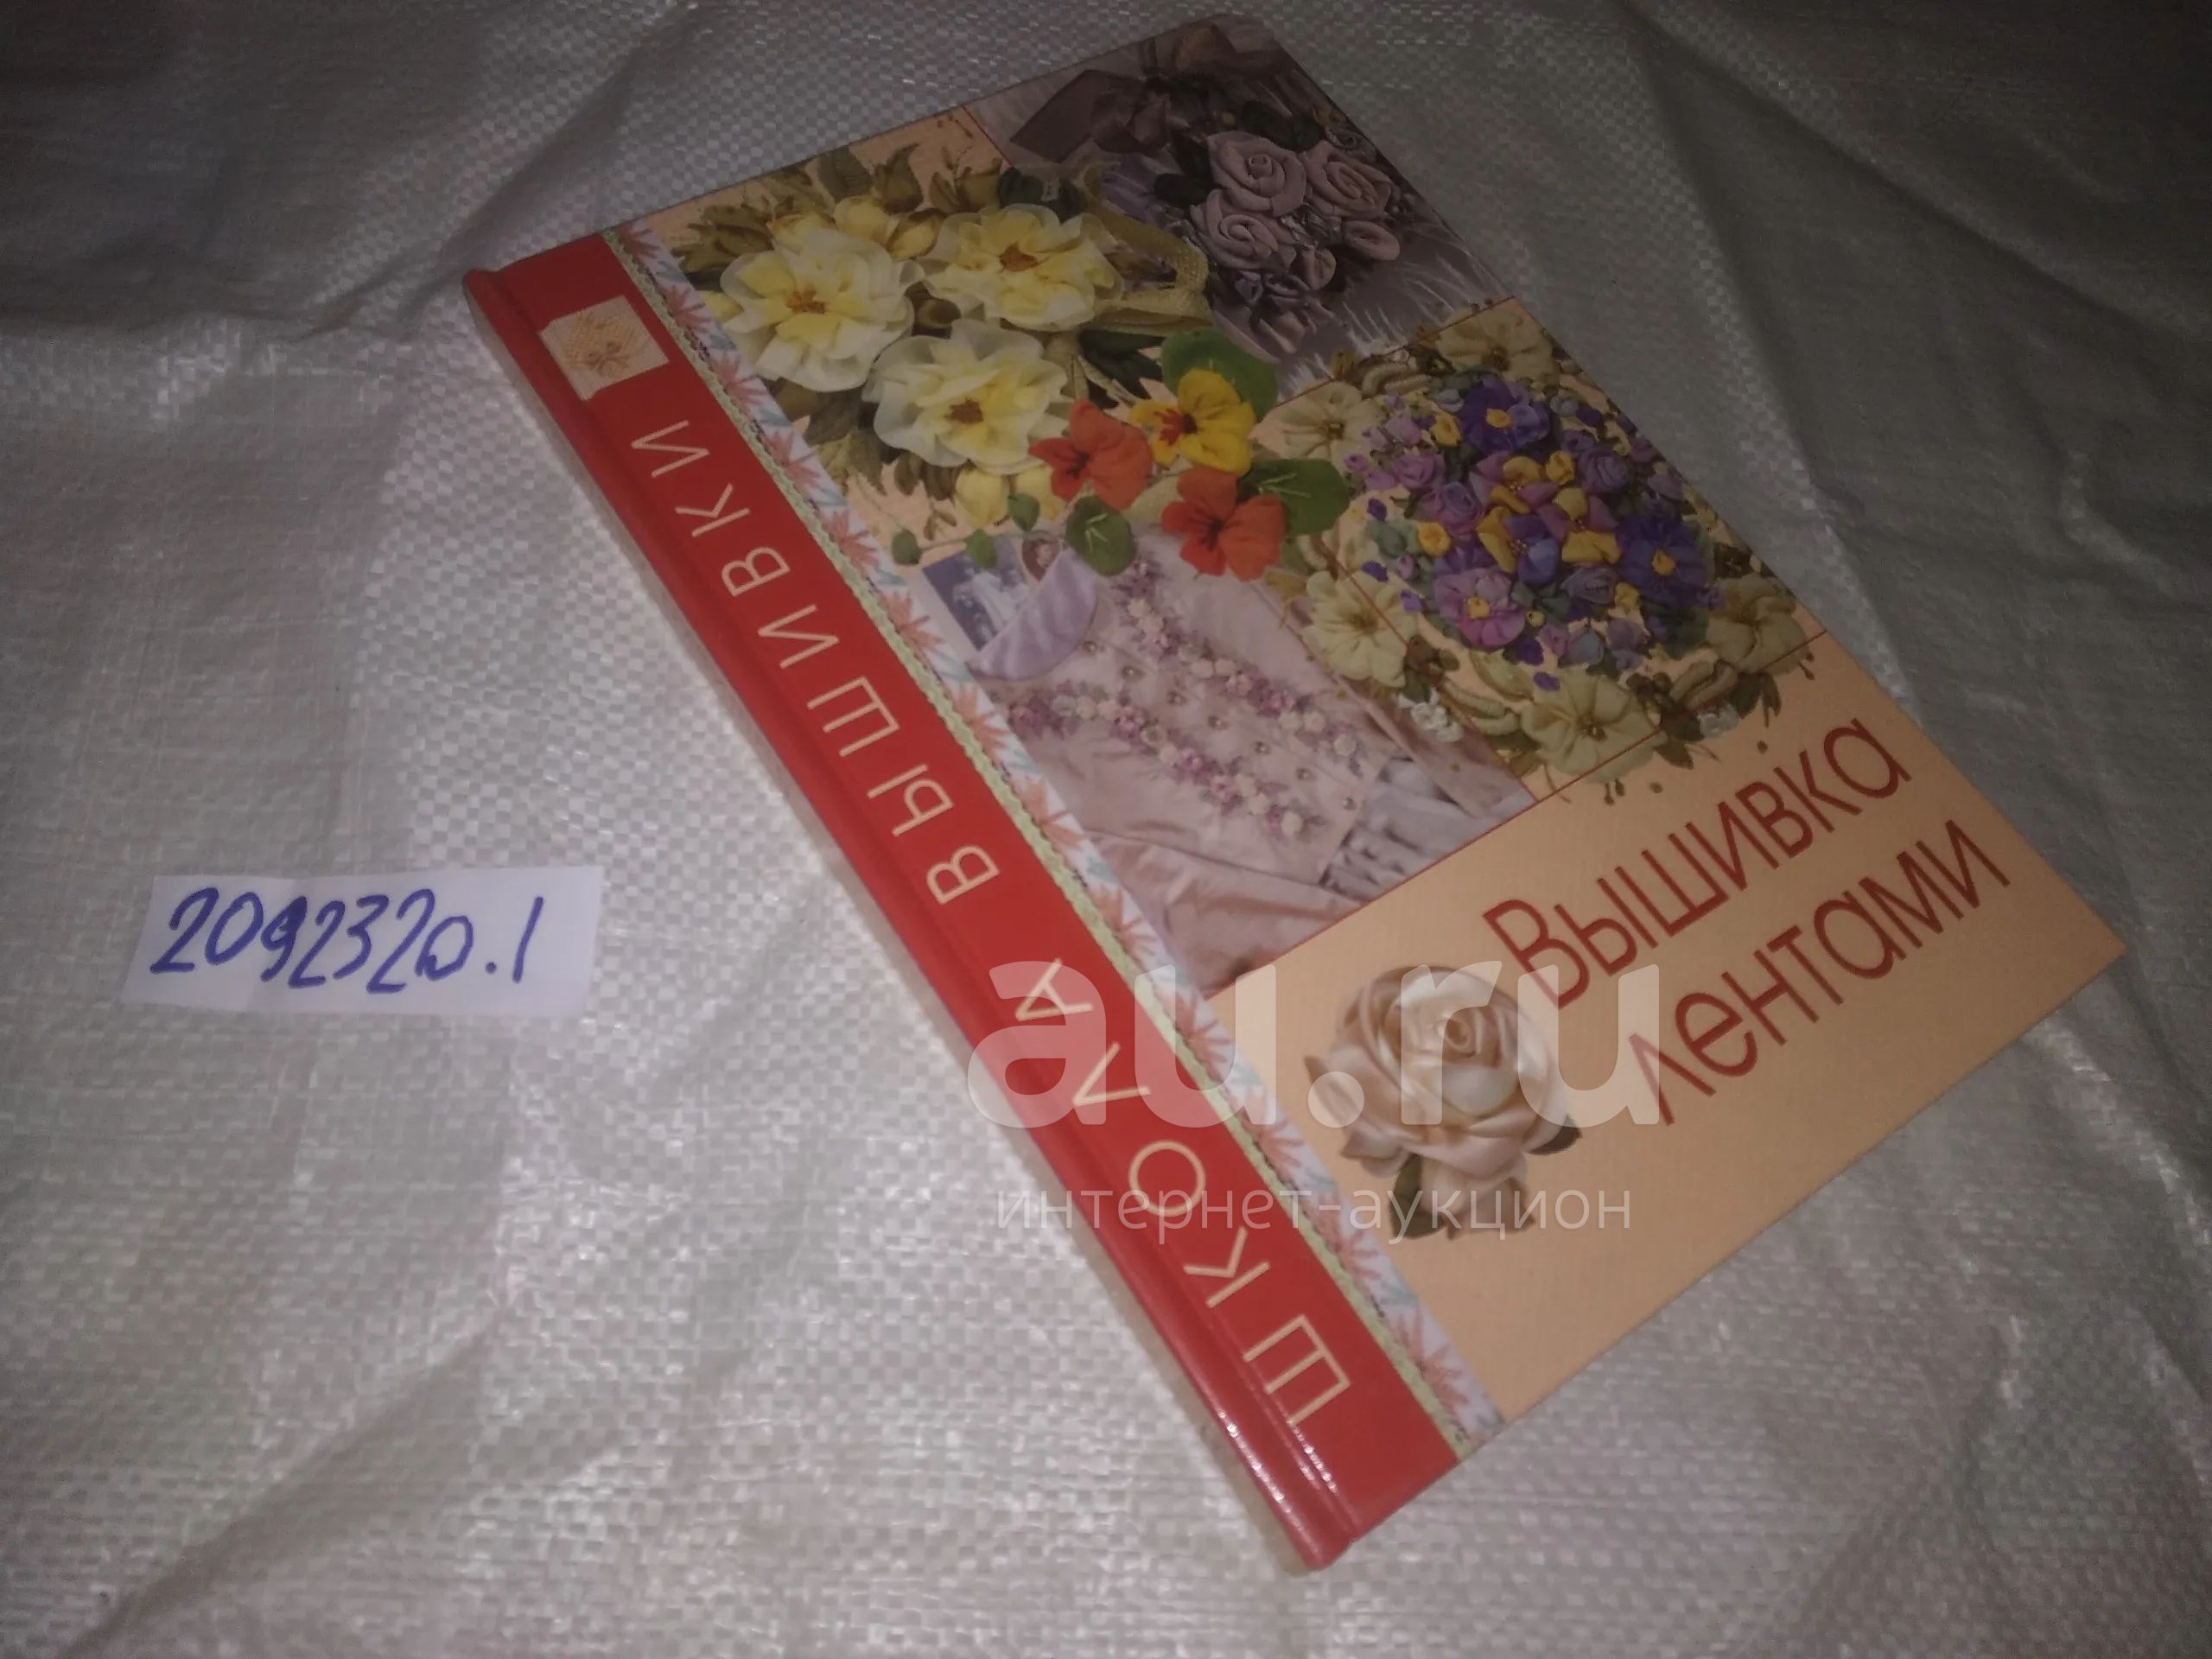 ШКОЛА ВЫШИВКИ
Вышивка
лентами
2092320.1
au.ru
интернет-аукцион